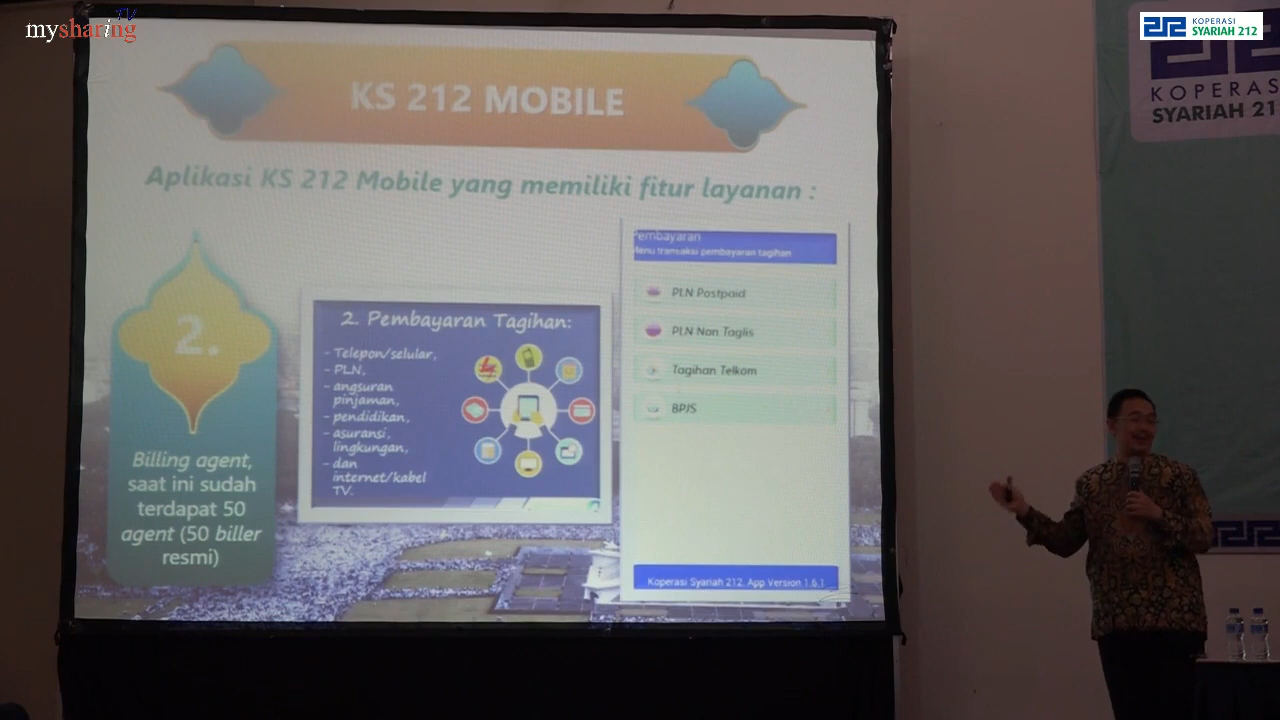 mysharing TV
KOPERASI
SYARIAH 212
KOPERAS
SYARIAH 21
KS 212 MOBILE
Aplikasi KS 212 Mobile yang memiliki fitur layanan :
2.
Billing agent,
saat ini sudah
terdapat 50
agent (50 biller
resmi)
2. Pembayaran Tagihan:
- Telepon/selular,
- PLN,
- angsuran
pinjaman,
- pendidikan,
- asuransi,
lingkungan,
- dan
internet/kabel
TV.
Pembayaran
Menu transaksi pembayaran tagihan
PLN Postpaid
PLN Non Taglis
Tagihan Telkom
BPJS
Koperasi Syariah 212. App Version 1.6.1